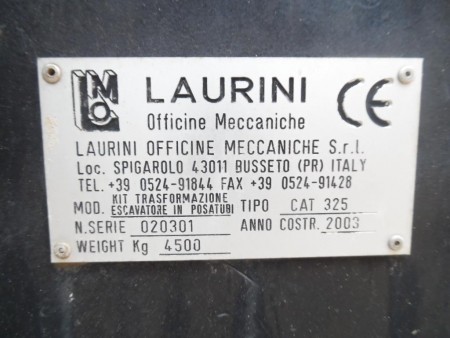 LMO LAURINI CE
Officine Meccaniche
LAURINI OFFICINE MECCANICHE S.r.l.
Loc. SPIGAROLO 43011 BUSSETO (PR) ITALY
TEL. +39 0524-91844 FAX +39 0524-91428
MOD. KIT TRASFORMAZIONE ESCAVATORE IN POSATUBI TIPO CAT 325
N.SERIE 020301 ANNO COSTR. 2003
WEIGHT Kg 4500